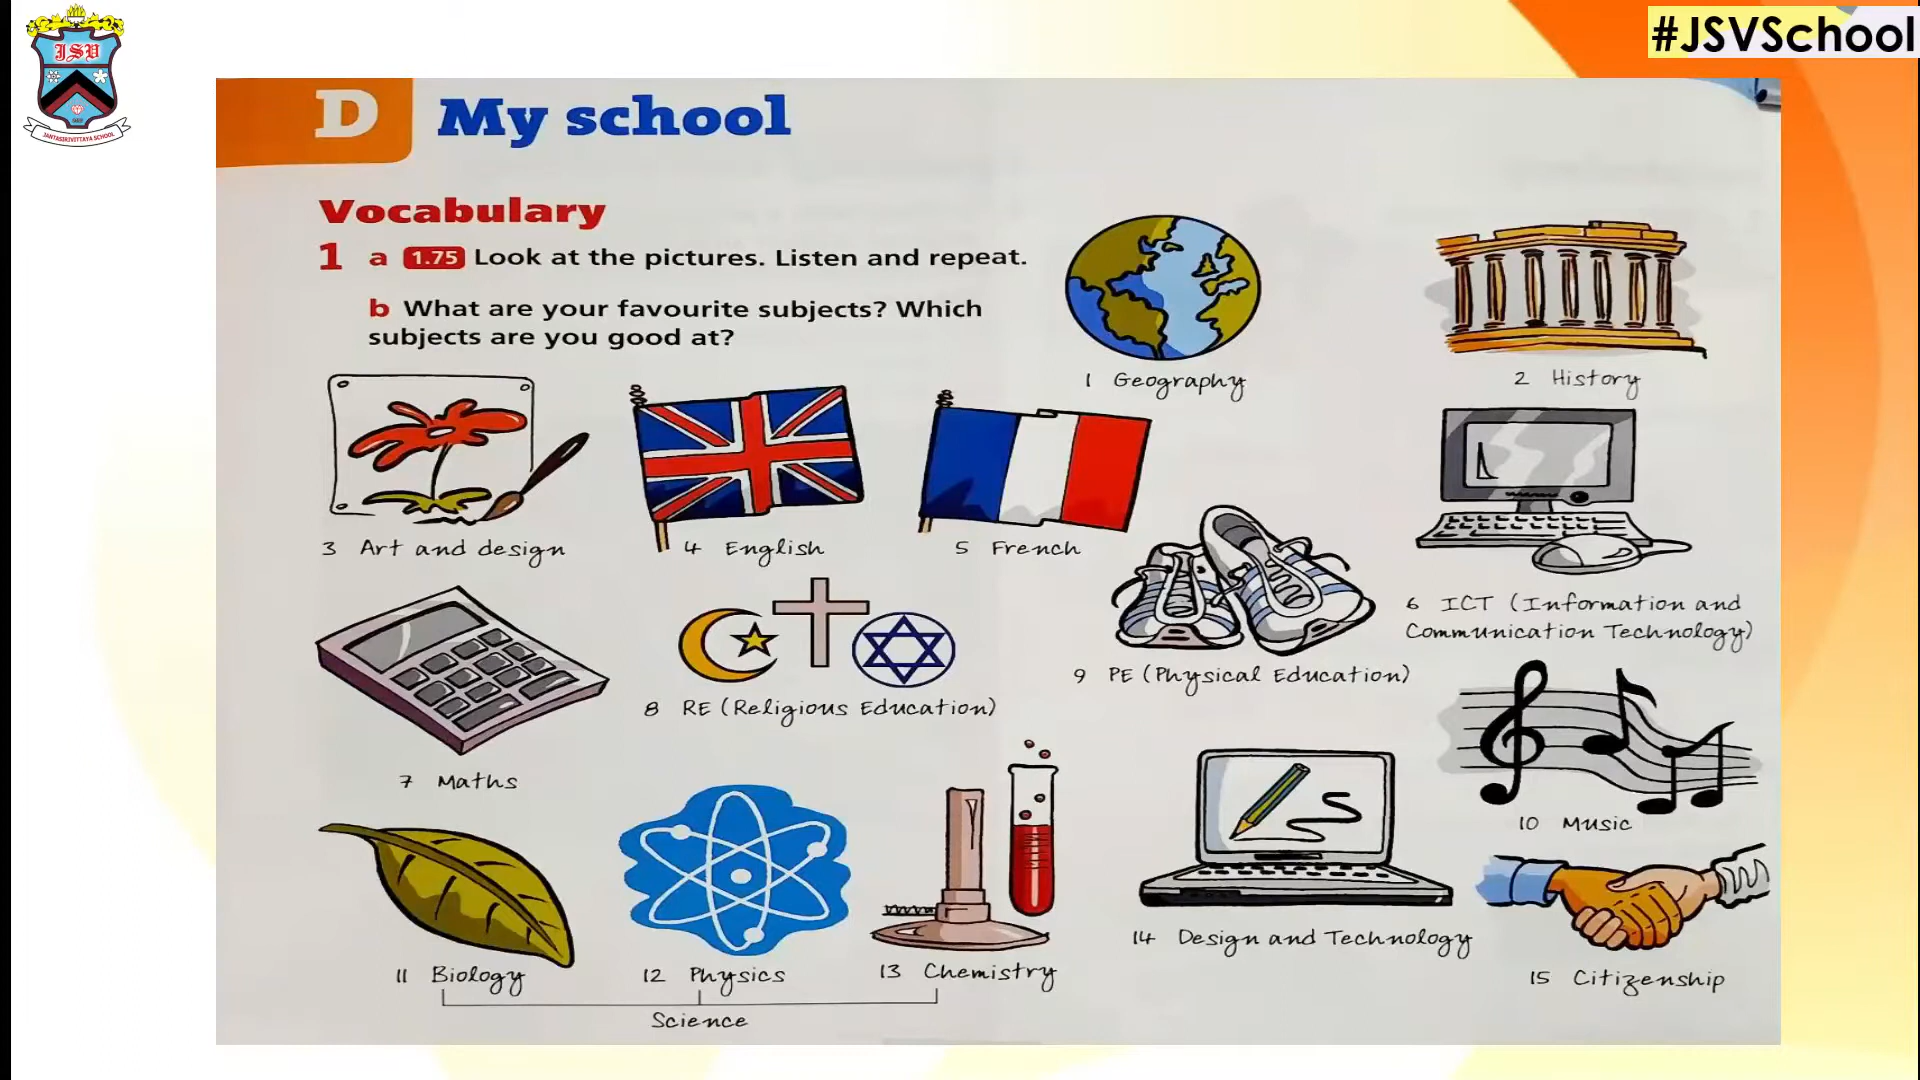 JSV
JANTASIRIVITTAYA SCHOOL
#JSVSchool
D My school
Vocabulary
1 a 1.75 Look at the pictures. Listen and repeat.
b What are your favourite subjects? Which
subjects are you good at?
1 Geography
2 History
3 Art and design
4 English
5 French
6 ICT (Information and
Communication Technology)
7 Maths
8 RE (Religious Education)
9 PE (Physical Education)
10 Music
11 Biology
12 Physics
13 Chemistry
Science
14 Design and Technology
15 Citizenship